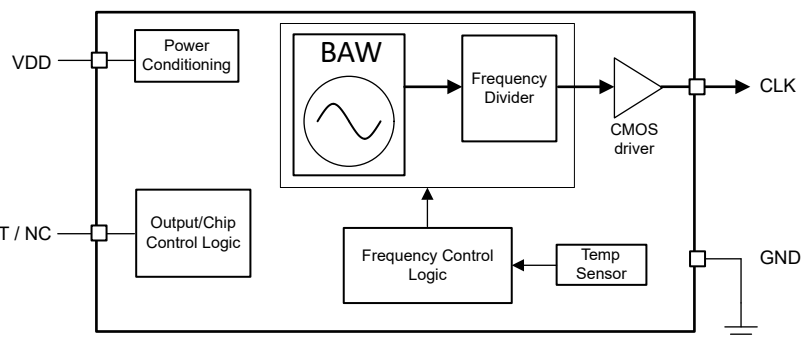 VDD
Power
Conditioning
BAW
Frequency
Divider
CLK
CMOS
driver
T / NC
Output/Chip
Control Logic
Frequency Control
Logic
Temp
Sensor
GND